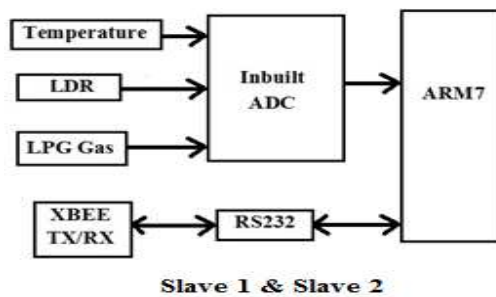 Temperature
LDR
LPG Gas
Inbuilt
ADC
ARM7
XBEE
TX/RX
RS232
Slave 1 & Slave 2